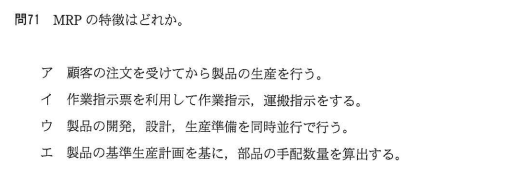 問71 MRP の特徴はどれか。
ア 顧客の注文を受けてから製品の生産を行う。
イ 作業指示票を利用して作業指示，運搬指示をする。
ウ 製品の開発，設計，生産準備を同時並行で行う。
エ 製品の基準生産計画を基に，部品の手配数量を算出する。